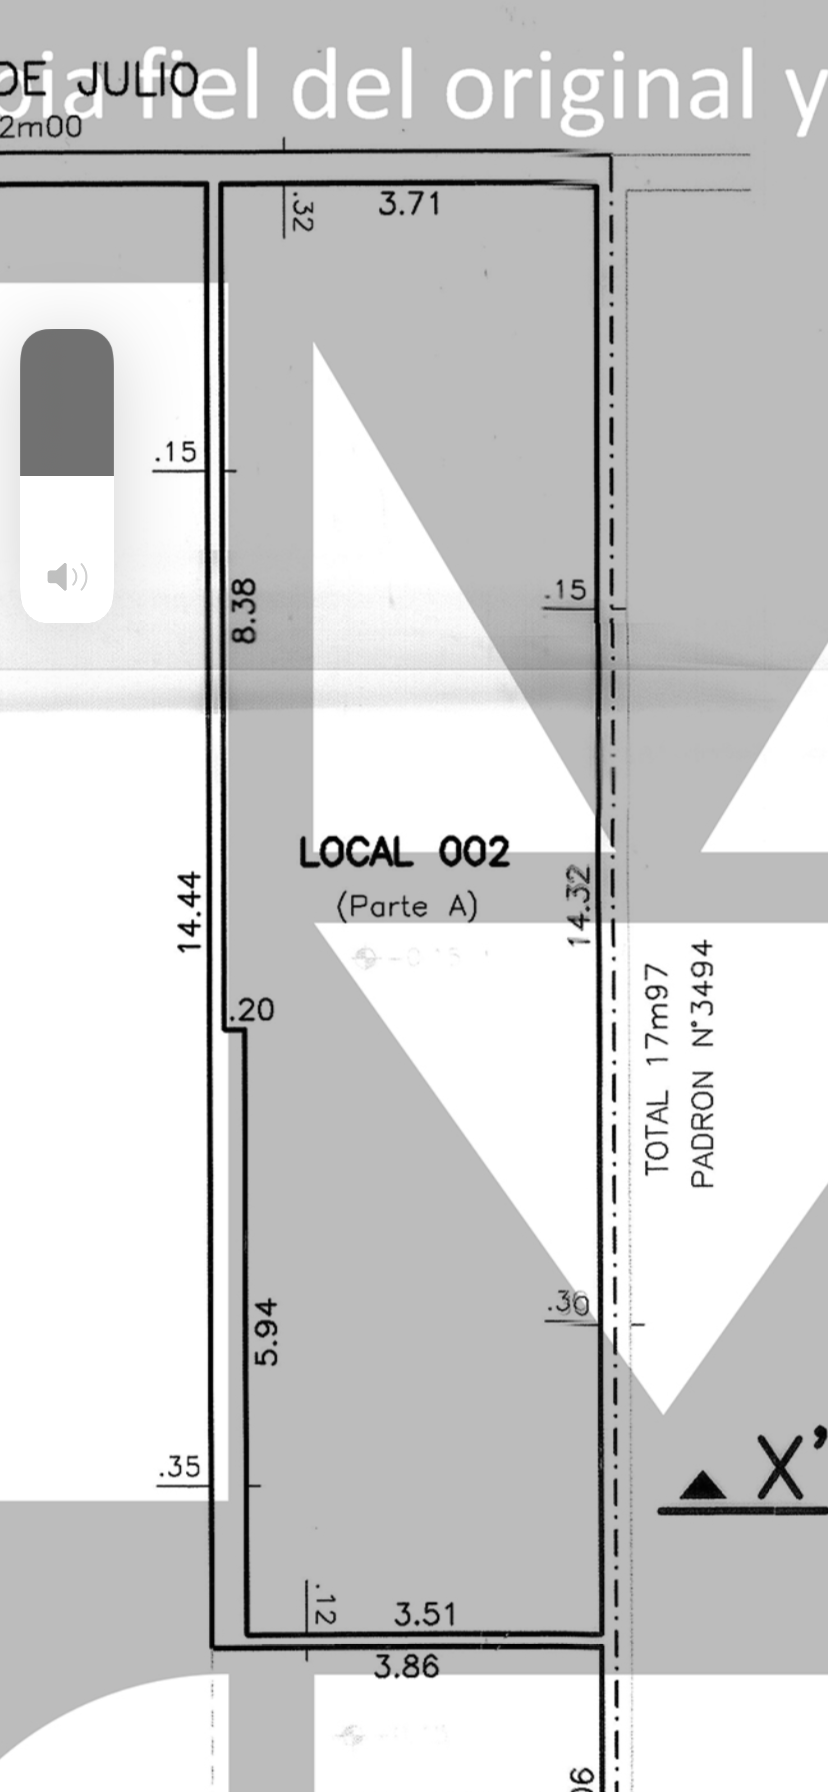 DE JULIO
pia fiel del original y
2m00
.32
3.71
.15
8.38
.15
LOCAL 002
(Parte A)
14.44
14.32
.20
TOTAL 17m97
PADRON N°3494
5.94
.35
X'
.12
3.51
3.86